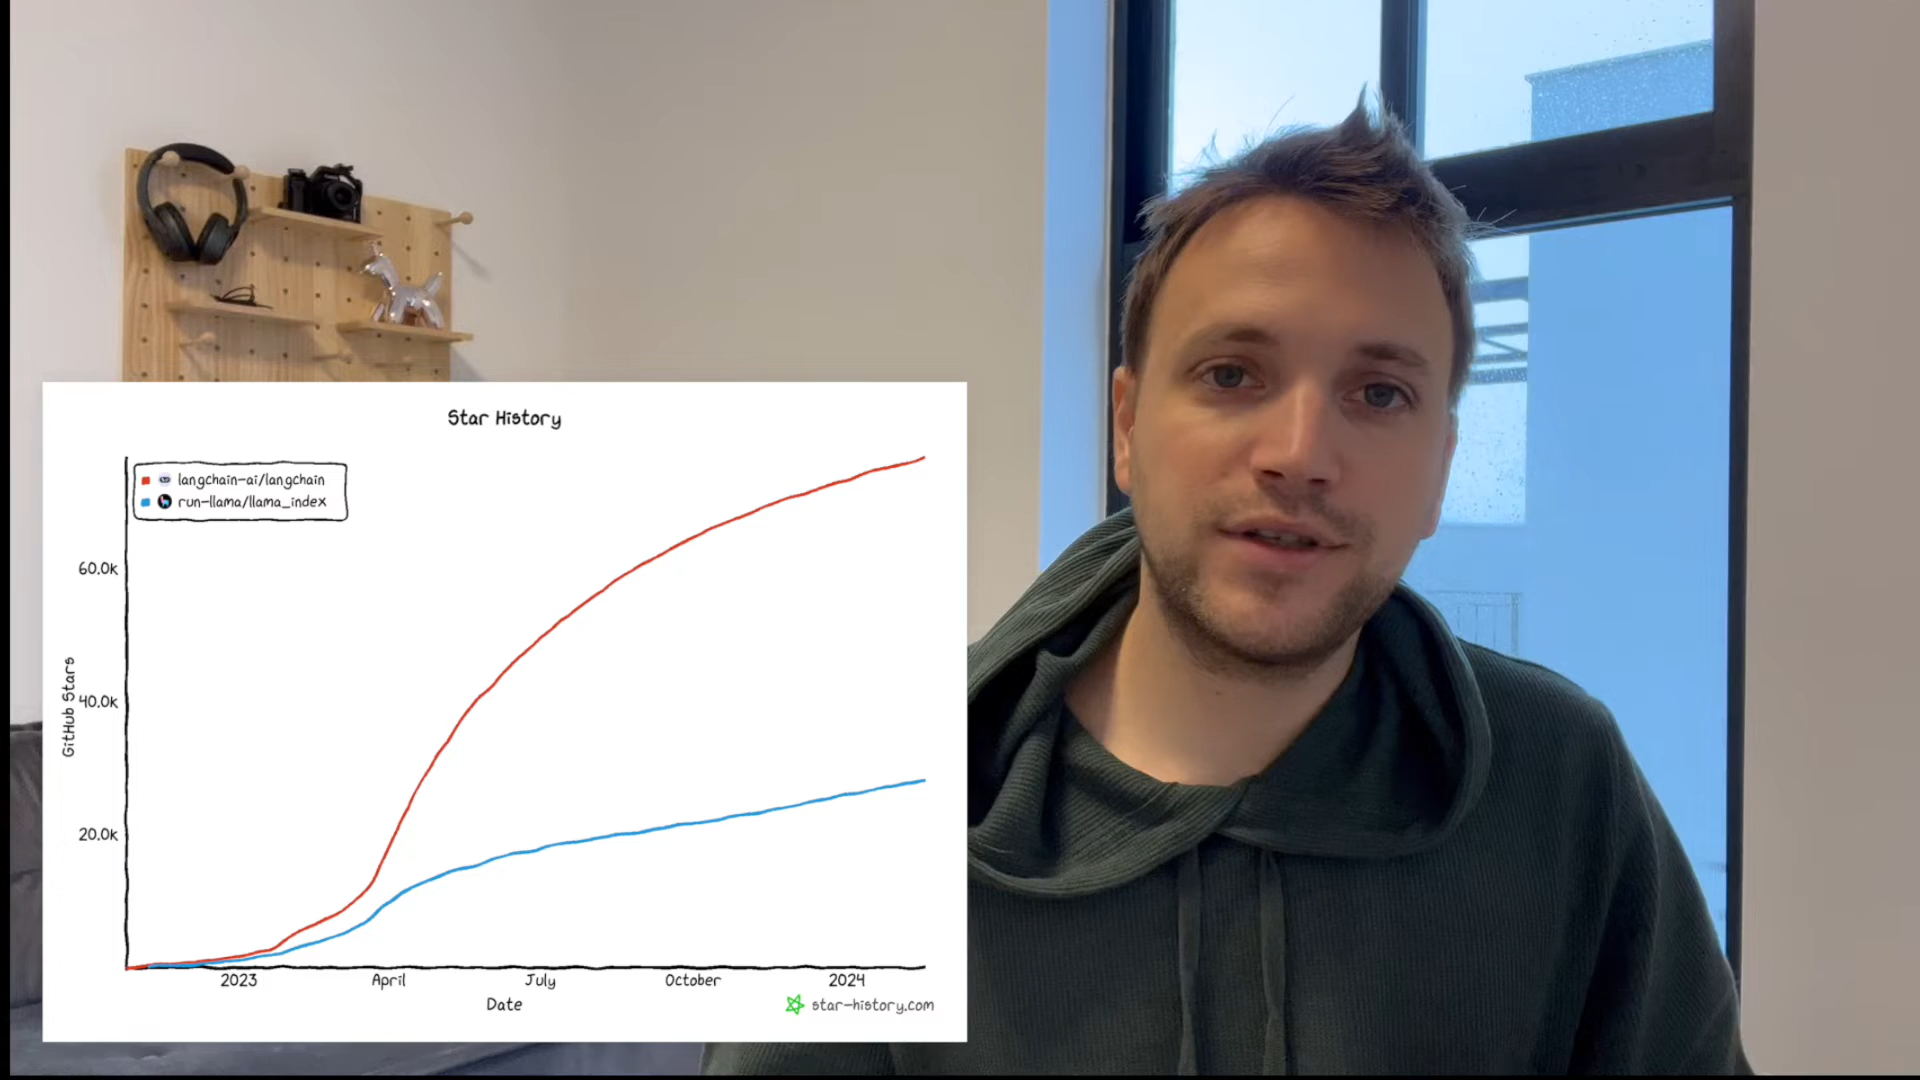 Star History
langchain-ai/langchain
run-llama/llama_index
60.0k
40.0k
20.0k
GitHub Stars
2023 April July October 2024
Date
star-history.com